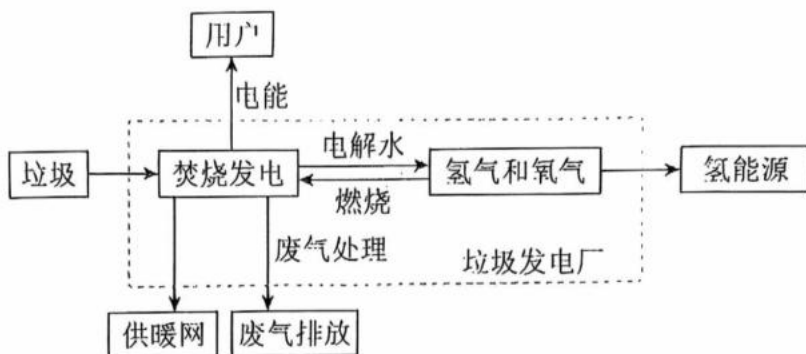 用户
电能
垃圾
焚烧发电
电解水
燃烧
氢气和氧气
氢能源
废气处理
垃圾发电厂
供暖网
废气排放